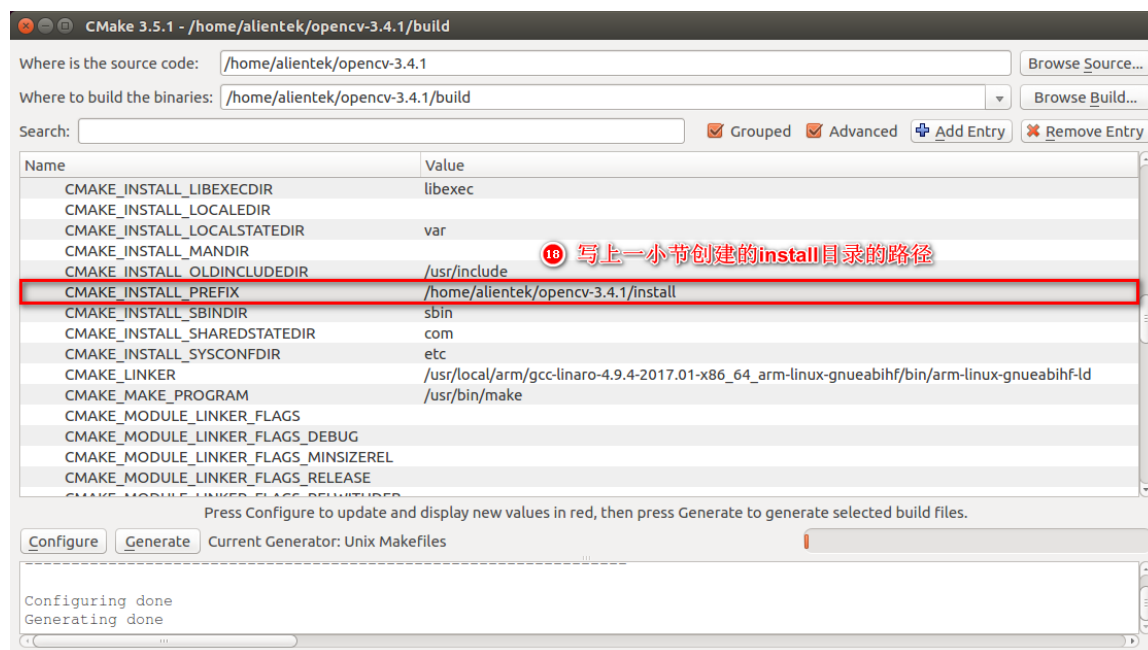 CMake 3.5.1 - /home/alientek/opencv-3.4.1/build
Where is the source code: /home/alientek/opencv-3.4.1 Browse Source...
Where to build the binaries: /home/alientek/opencv-3.4.1/build Browse Build...
Search: Grouped Advanced Add Entry Remove Entry
Name Value
CMAKE_INSTALL_LIBEXECDIR libexec
CMAKE_INSTALL_LOCALEDIR
CMAKE_INSTALL_LOCALSTATEDIR var
CMAKE_INSTALL_MANDIR
18 写上一小节创建的install目录的路径
CMAKE_INSTALL_OLDINCLUDEDIR /usr/include
CMAKE_INSTALL_PREFIX /home/alientek/opencv-3.4.1/install
CMAKE_INSTALL_SBINDIR sbin
CMAKE_INSTALL_SHAREDSTATEDIR com
CMAKE_INSTALL_SYSCONFDIR etc
CMAKE_LINKER /usr/local/arm/gcc-linaro-4.9.4-2017.01-x86_64_arm-linux-gnueabihf/bin/arm-linux-gnueabihf-ld
CMAKE_MAKE_PROGRAM /usr/bin/make
CMAKE_MODULE_LINKER_FLAGS
CMAKE_MODULE_LINKER_FLAGS_DEBUG
CMAKE_MODULE_LINKER_FLAGS_MINSIZEREL
CMAKE_MODULE_LINKER_FLAGS_RELEASE
Press Configure to update and display new values in red, then press Generate to generate selected build files.
Configure Generate Current Generator: Unix Makefiles
Configuring done
Generating done